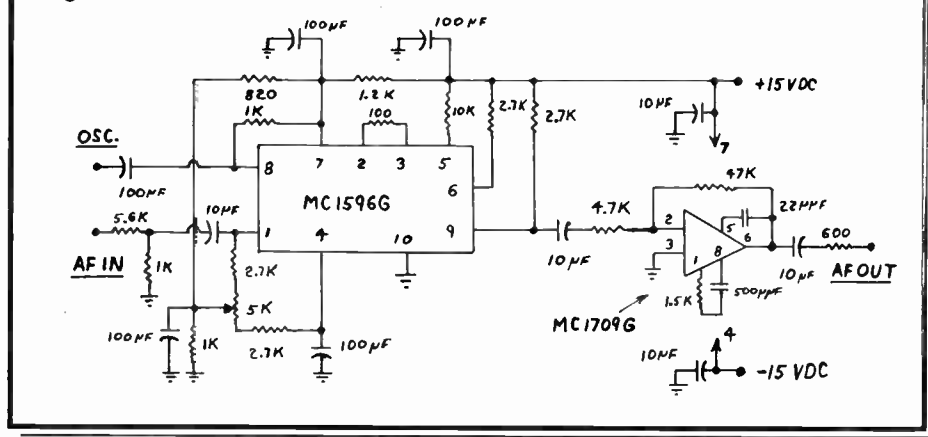 100µF
100µF
820
1.2K
+15VDC
1K
100
10K
2.7K
2.7K
10µF
OSC.
7
8
7
2
3
5
47K
100µF
6
MC1596G
4.7K
22µµF
5.6K
10µF
1
4
10
9
2
5
6
3
600
1K
2.7K
10µF
1
8
10µF
AF IN
AF OUT
5K
1.5K
500µµF
MC1709G
100µF
1K
2.7K
100µF
4
10µF
-15 VDC